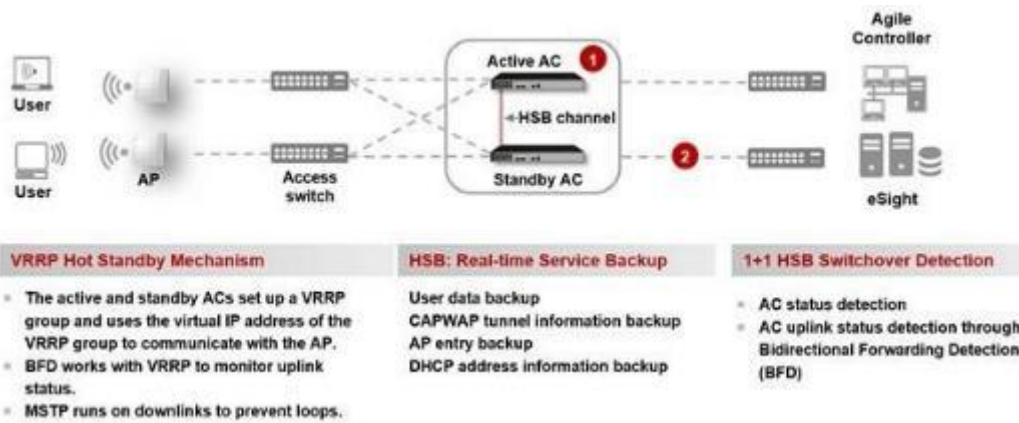 Agile
Controller
Active AC
1
User
HSB channel
2
User
AP
Access
switch
Standby AC
eSight
VRRP Hot Standby Mechanism
The active and standby ACs set up a VRRP
group and uses the virtual IP address of the
VRRP group to communicate with the AP.
BFD works with VRRP to monitor uplink
status.
MSTP runs on downlinks to prevent loops.
HSB: Real-time Service Backup
User data backup
CAPWAP tunnel information backup
AP entry backup
DHCP address information backup
1+1 HSB Switchover Detection
AC status detection
AC uplink status detection through
Bidirectional Forwarding Detection
(BFD)